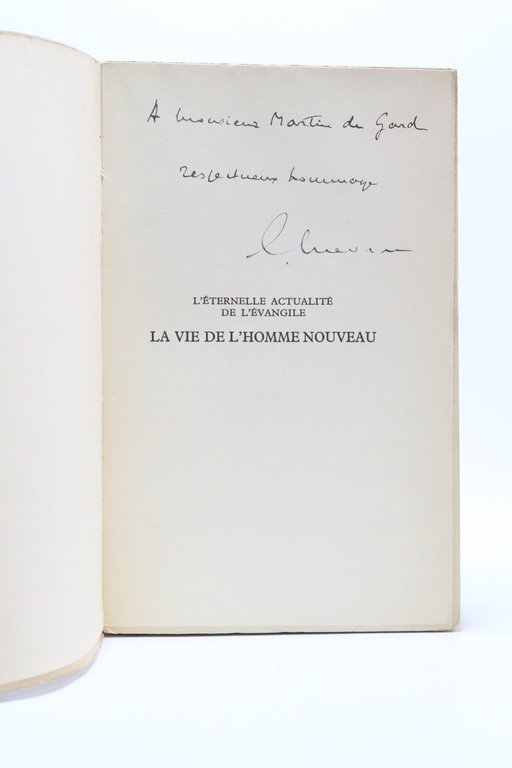 A Monsieur Martin du Gard
respectueux hommage
L'ÉTERNELLE ACTUALITÉ
DE L'ÉVANGILE
LA VIE DE L'HOMME NOUVEAU